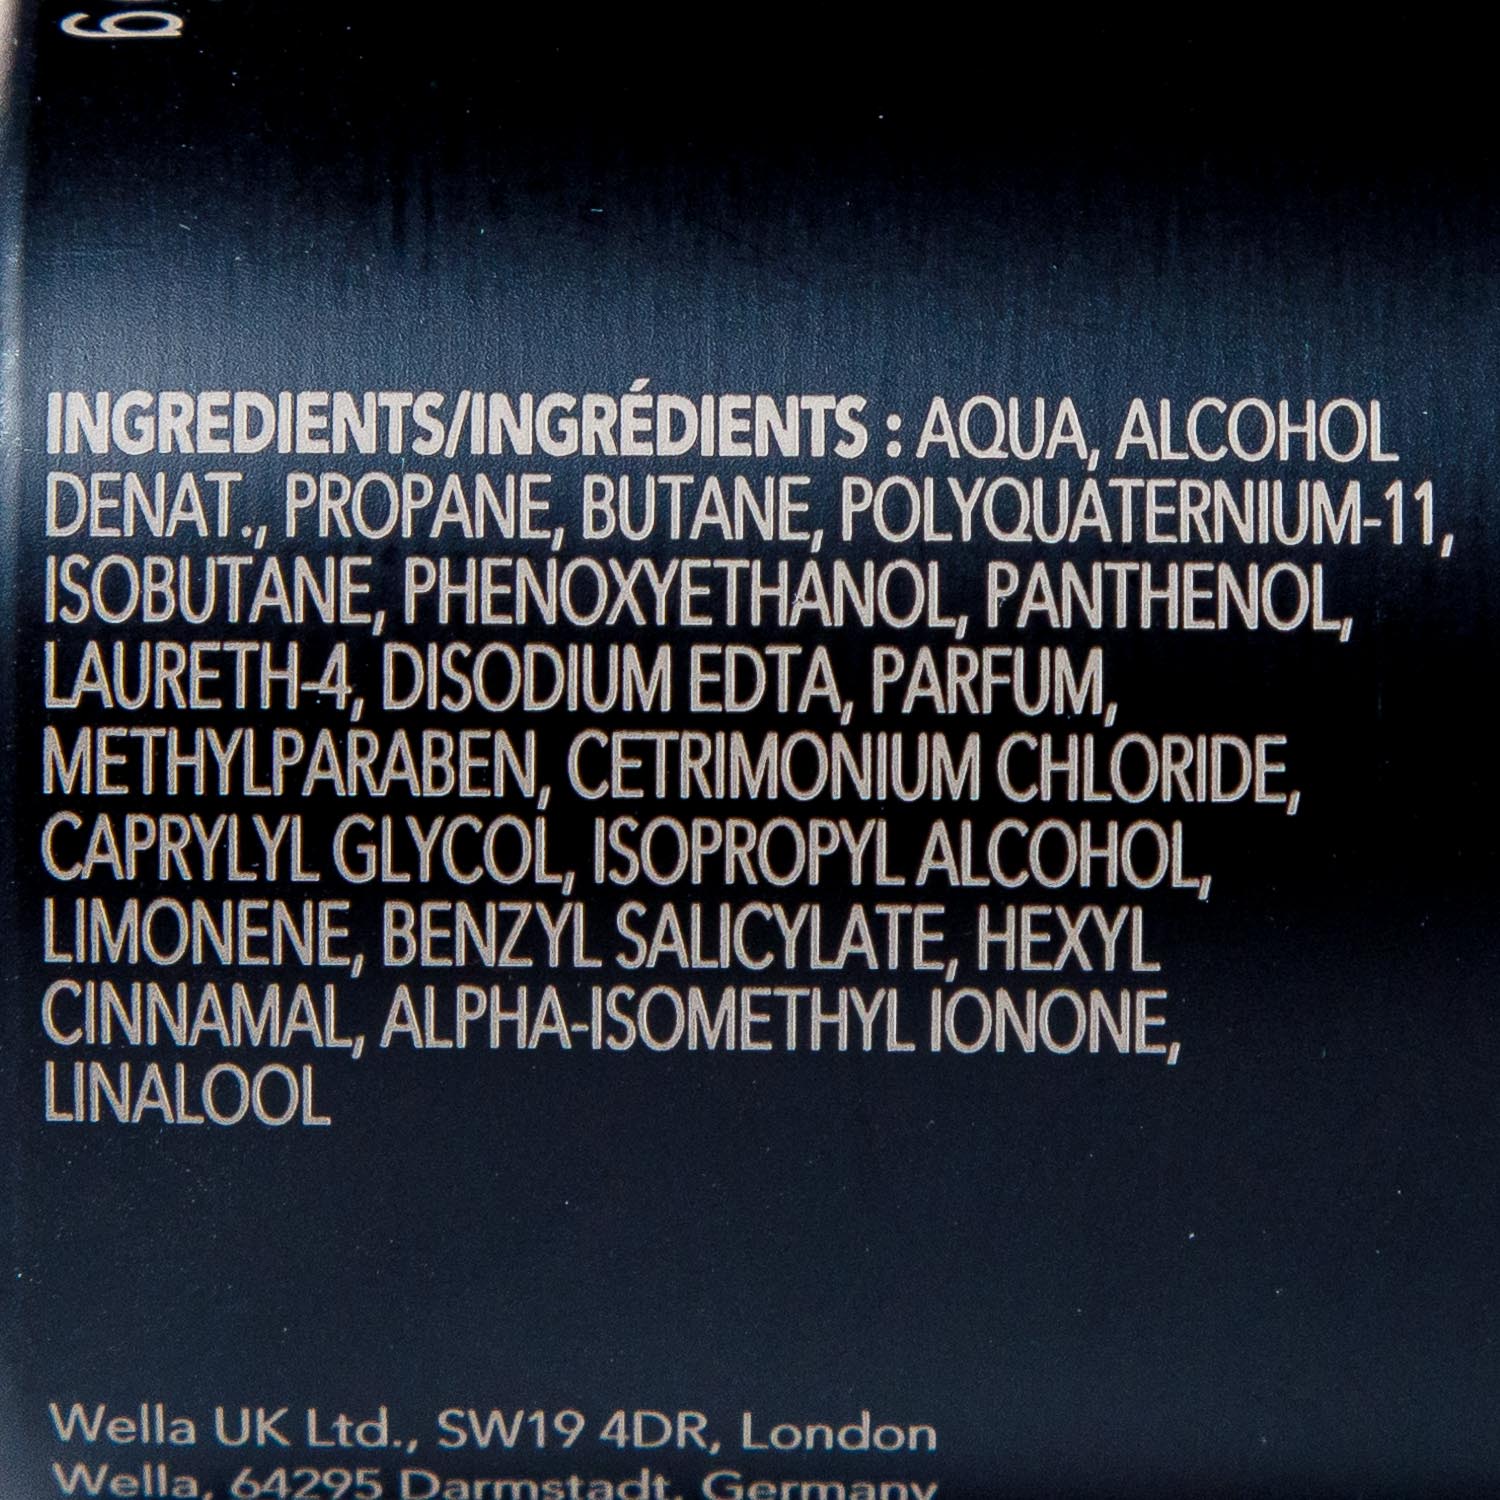 INGREDIENTS/INGRÉDIENTS : AQUA, ALCOHOL
DENAT., PROPANE, BUTANE, POLYQUATERNIUM-11,
ISOBUTANE, PHENOXYETHANOL, PANTHENOL,
LAURETH-4, DISODIUM EDTA, PARFUM,
METHYLPARABEN, CETRIMONIUM CHLORIDE,
CAPRYLYL GLYCOL, ISOPROPYL ALCOHOL,
LIMONENE, BENZYL SALICYLATE, HEXYL
CINNAMAL, ALPHA-ISOMETHYL IONONE,
LINALOOL
Wella UK Ltd., SW19 4DR, London
Wella, 64295 Darmstadt, Germany